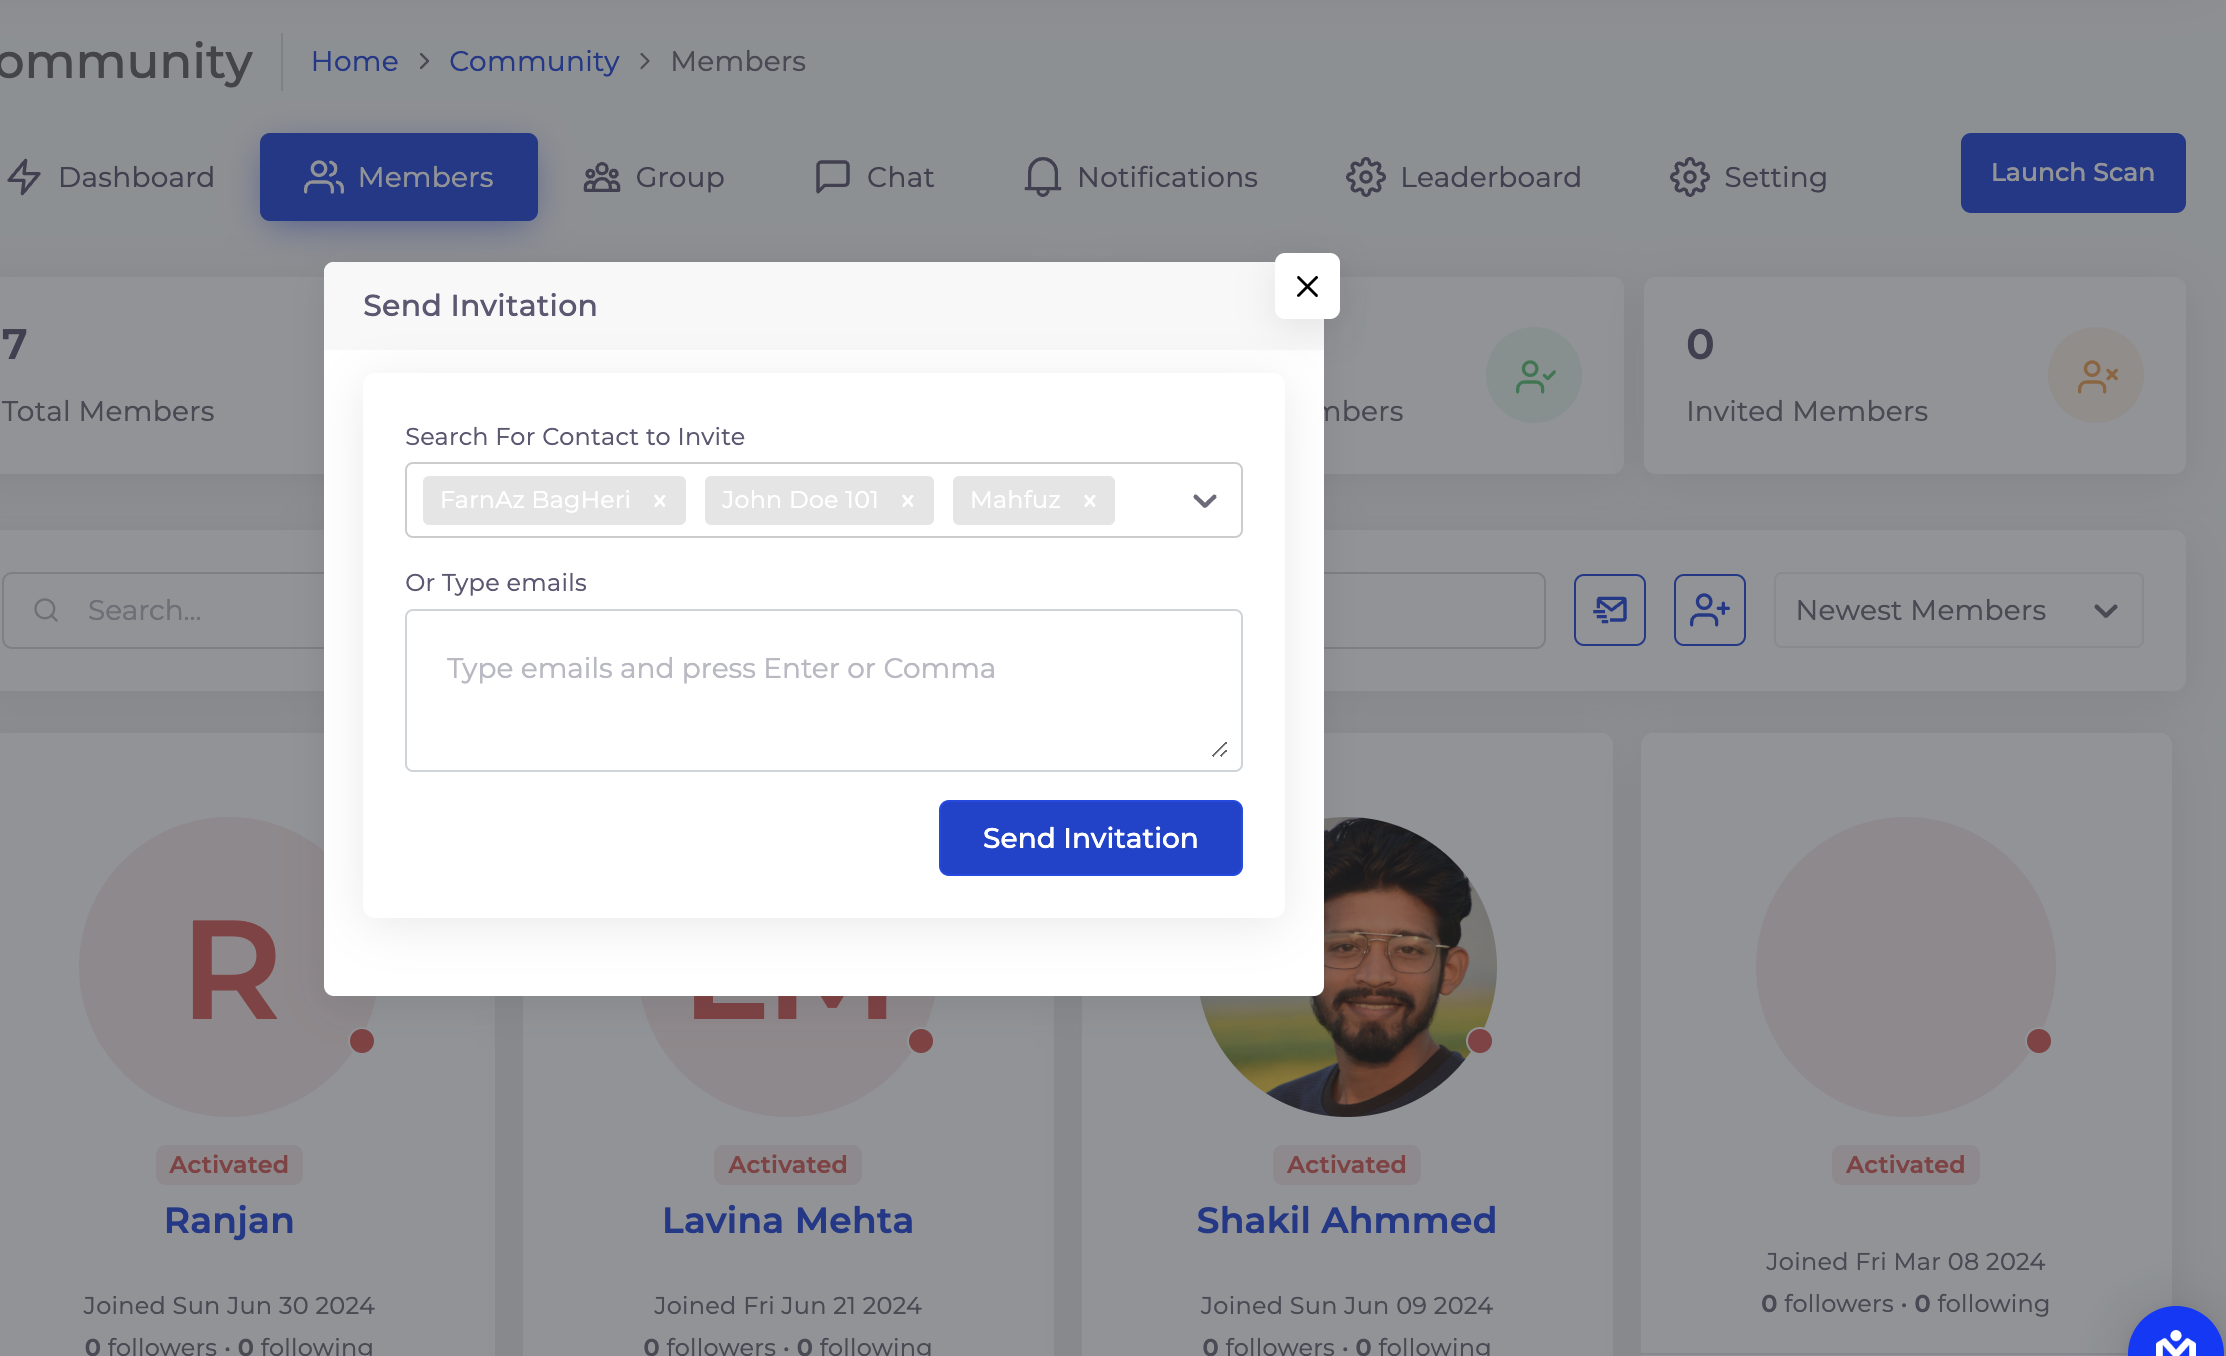 ommunity
Home > Community > Members
Dashboard
Members
Group
Chat
Notifications
Leaderboard
Setting
Launch Scan
Send Invitation
7
Total Members
mbers
0
Invited Members
Search For Contact to Invite
FarnAz BagHeri x John Doe 101 x Mahfuz x
Or Type emails
Type emails and press Enter or Comma
Search...
Newest Members
Send Invitation
R
LM
Activated
Ranjan
Joined Sun Jun 30 2024
0 followers • 0 following
Activated
Lavina Mehta
Joined Fri Jun 21 2024
0 followers • 0 following
Activated
Shakil Ahmmed
Joined Sun Jun 09 2024
0 followers • 0 following
Activated
Joined Fri Mar 08 2024
0 followers • 0 following